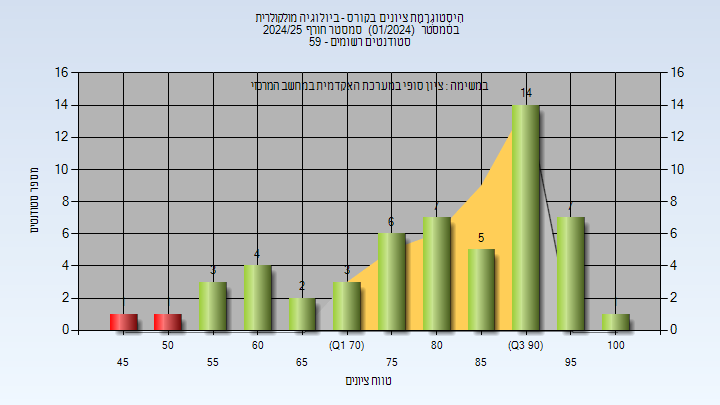 הִיסְטוֹגְרָמַת ציונים בקורס - ביולוגיה מולקולרית
בסמסטר (01/2024) סמסטר חורף 2024/25
סטודנטים רשומים - 59
במשימה : ציון סופי במערכת האקדמית במחשב המרכזי
מספר סטודנטים
16 16
14 14
12 12
10 10
8 8
6 6
4 4
2 2
0 0
3 4 2 3 6 7 5 14 7
50 60 (Q1 70) 80 (Q3 90) 100
45 55 65 75 85 95
טווח ציונים